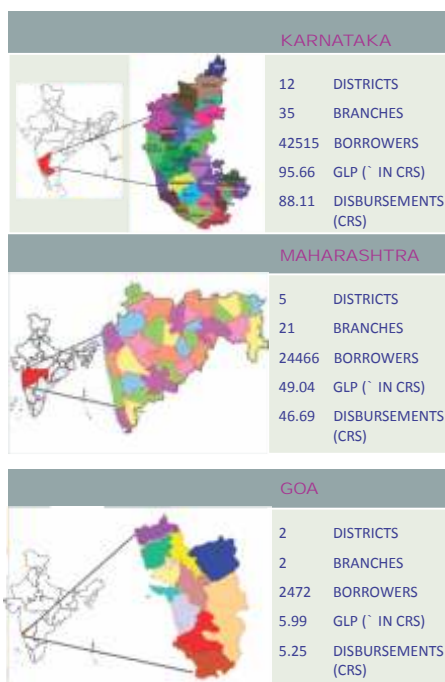 KARNATAKA
12 DISTRICTS
35 BRANCHES
42515 BORROWERS
95.66 GLP (` IN CRS)
88.11 DISBURSEMENTS
(CRS)
MAHARASHTRA
5 DISTRICTS
21 BRANCHES
24466 BORROWERS
49.04 GLP (` IN CRS)
46.69 DISBURSEMENTS
(CRS)
GOA
2 DISTRICTS
2 BRANCHES
2472 BORROWERS
5.99 GLP (` IN CRS)
5.25 DISBURSEMENTS
(CRS)